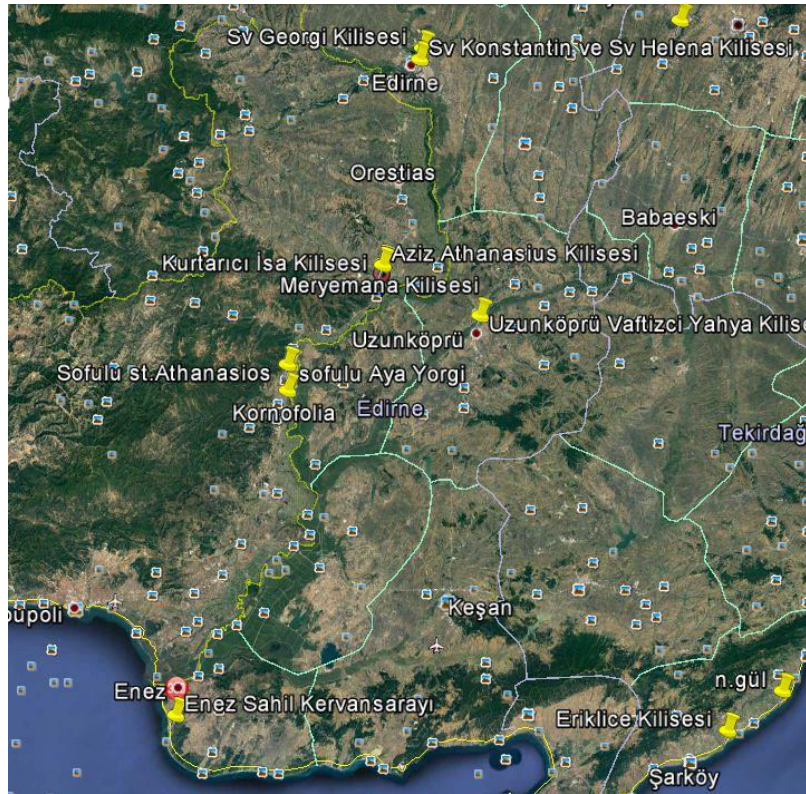 Sv Georgi Kilisesi
Sv Konstantin ve Sv Helena Kilisesi
Edirne
Orestias
Babaeski
Kurtarıcı İsa Kilisesi
Aziz Athanasius Kilisesi
Meryemana Kilisesi
Uzunköprü Vaftizci Yahya Kilise
Uzunköprü
Sofulu st.Athanasios
sofulu Aya Yorgi
Kornofolia
Edirne
Tekirdağ
Keşan
oupoli
Enez
Enez Sahil Kervansarayı
n.gül
Eriklice Kilisesi
Şarköy